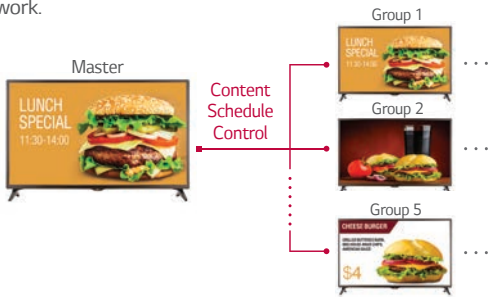 work.
Master
LUNCH
SPECIAL
11:30-14:00
Content
Schedule
Control
Group 1
LUNCH
SPECIAL
11:30-14:00
Group 2
Group 5
CHEESE BURGER
$4